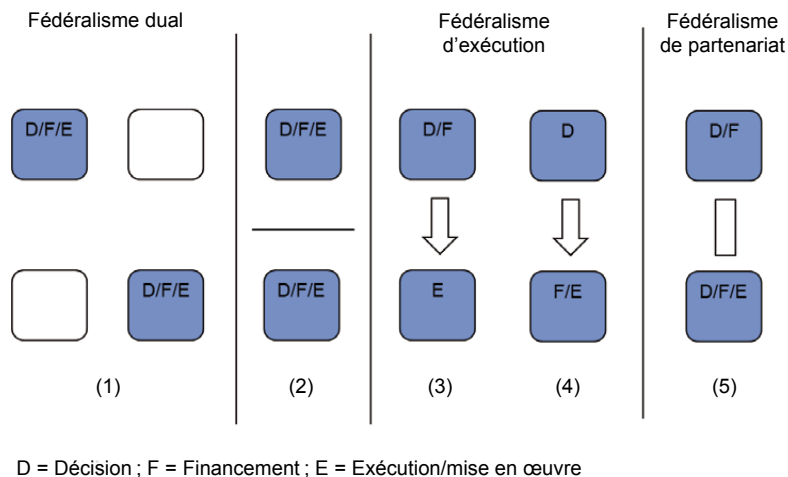 Fédéralisme dual
Fédéralisme
d’exécution
Fédéralisme
de partenariat
D/F/E
D/F/E
D/F
D
D/F
D/F/E
D/F/E
E
F/E
D/F/E
(1)
(2)
(3)
(4)
(5)
D = Décision ; F = Financement ; E = Exécution/mise en œuvre